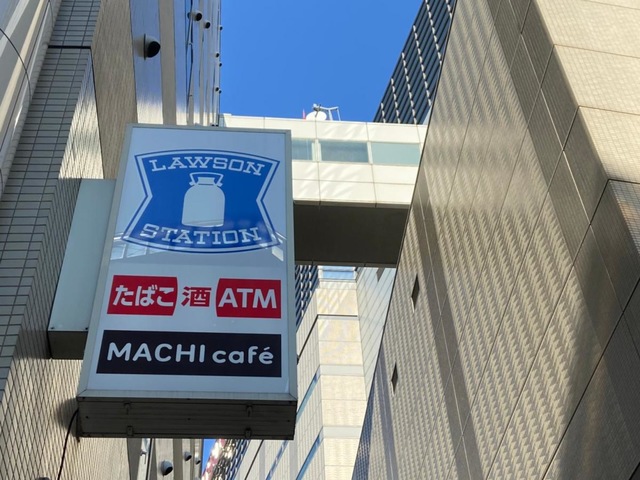 LAWSON
STATION
たばこ 酒 ATM
MACHI café